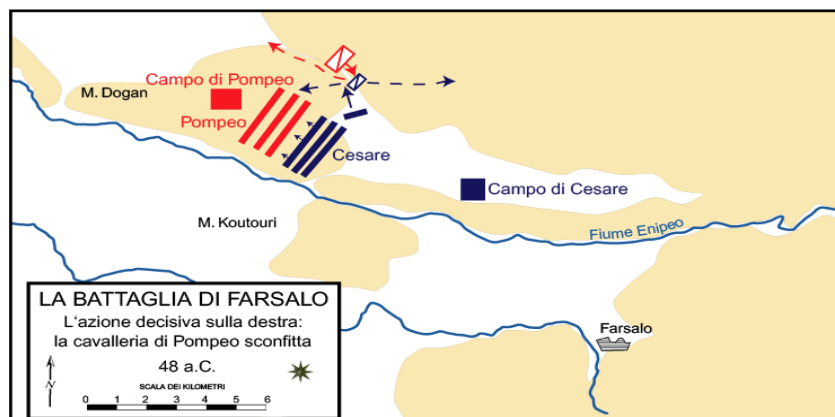 Campo di Pompeo
M. Dogan
Pompeo
Cesare
Campo di Cesare
M. Koutouri
Fiume Enipeo
Farsalo
LA BATTAGLIA DI FARSALO
L'azione decisiva sulla destra:
la cavalleria di Pompeo sconfitta
48 a.C.
N
SCALA DEI KILOMETRI
0 1 2 3 4 5 6